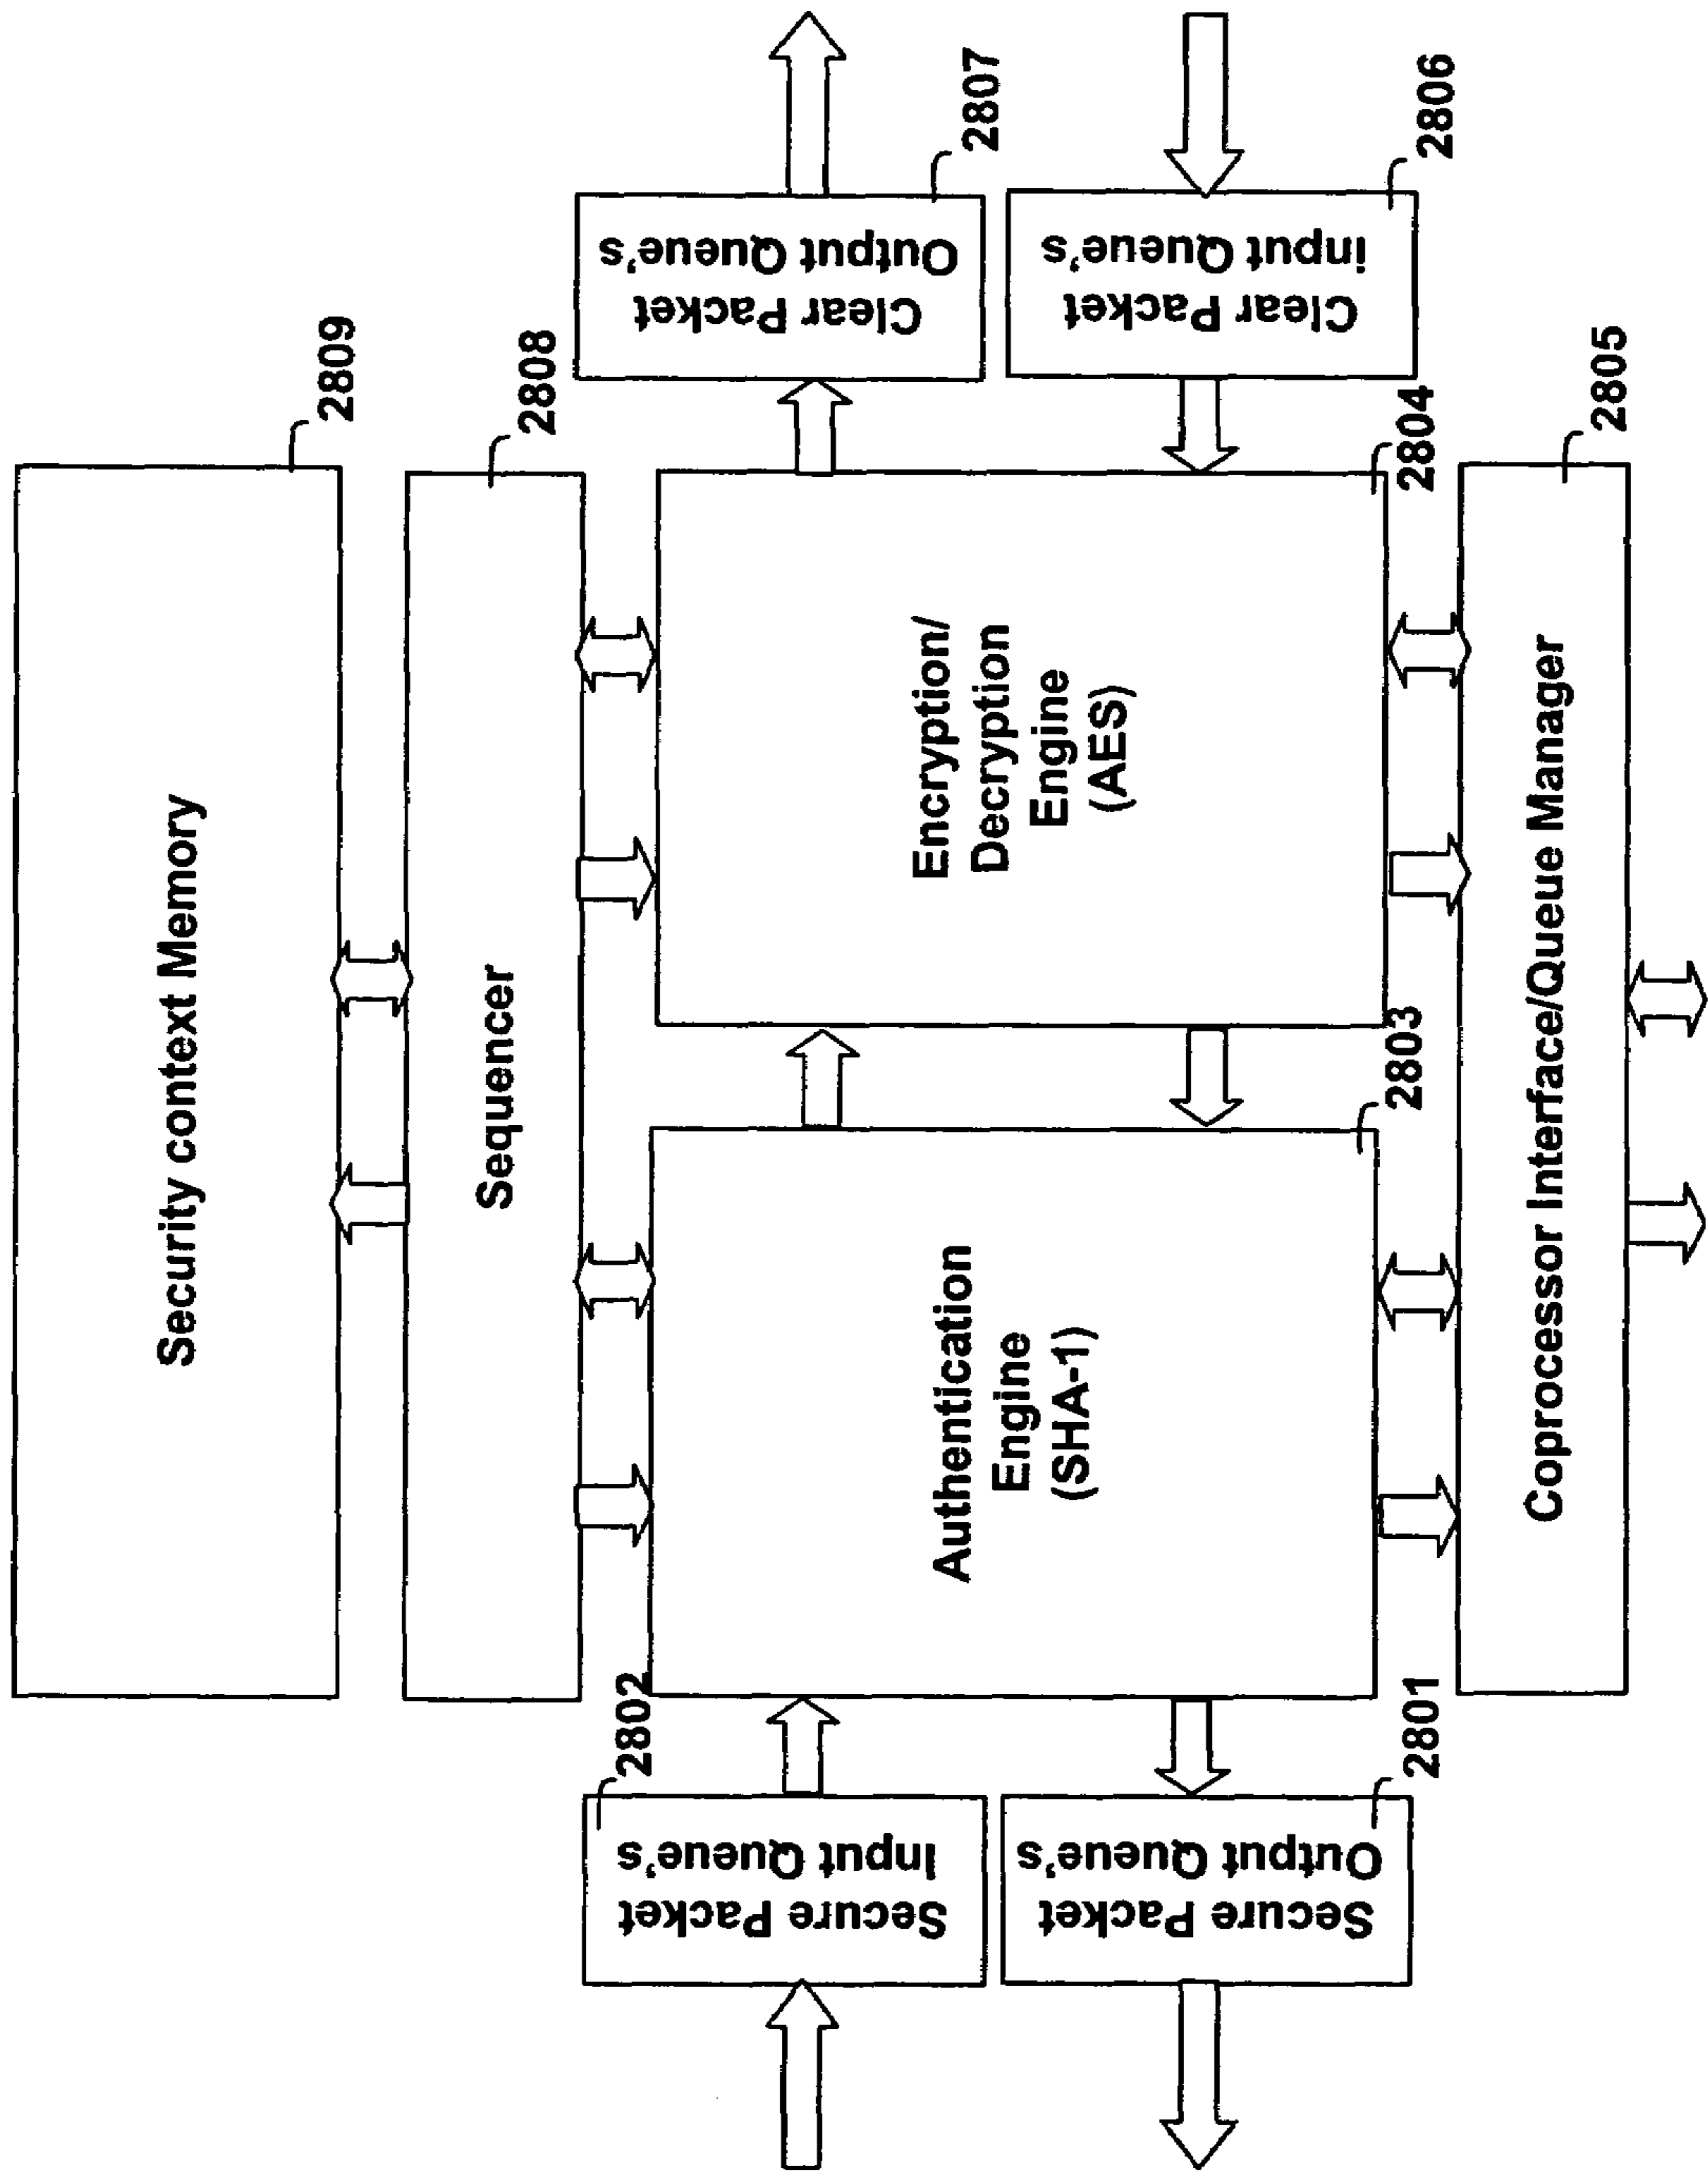 Security context Memory
2809
Sequencer
2808
Secure Packet
Input Queue's
2802
Secure Packet
Output Queue's
2801
Authentication
Engine
(SHA-1)
2803
Encryption/
Decryption
Engine
(AES)
2804
Clear Packet
Output Queue's
2807
Clear Packet
input Queue's
2806
Coprocessor Interface/Queue Manager
2805